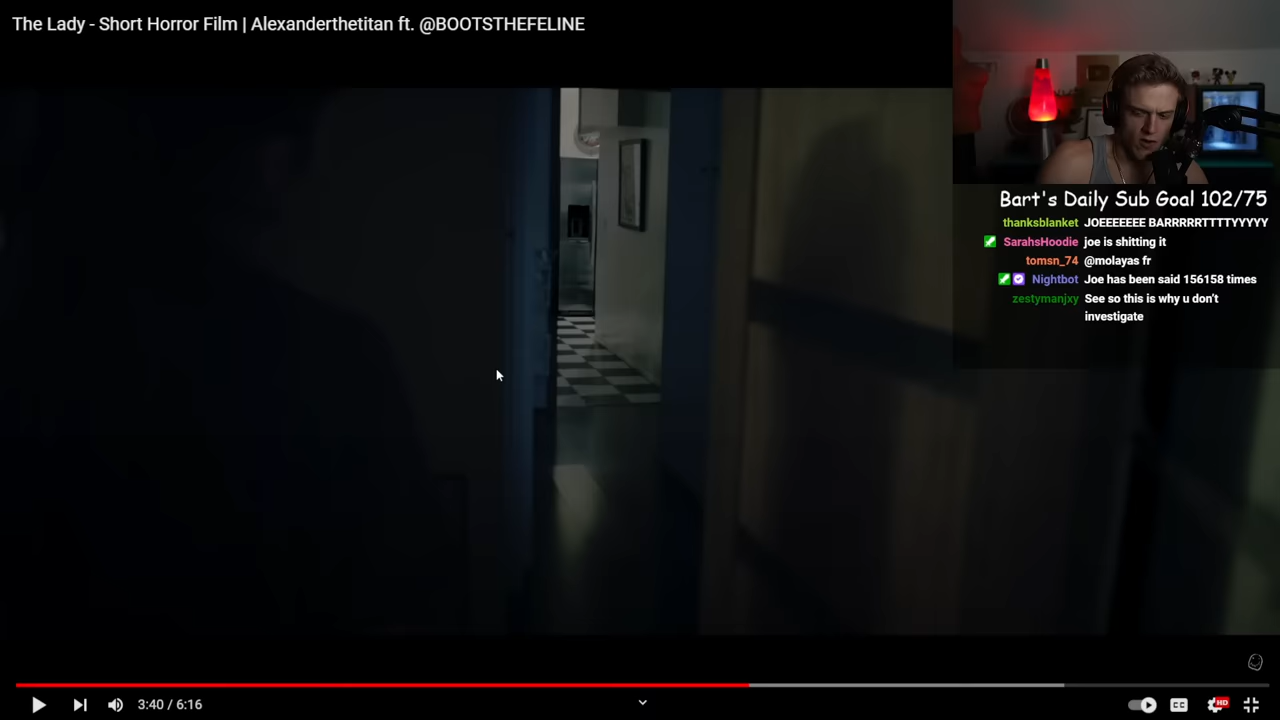 The Lady - Short Horror Film | Alexanderthetitan ft. @BOOTSTHEFELINE
Bart's Daily Sub Goal 102/75
thanksblanket JOEEEEEEE BARRRRRTTTTYYYYY
SarahsHoodie joe is shitting it
tomsn_74 @molayas fr
Nightbot Joe has been said 156158 times
zestymanjxy See so this is why u don't
investigate
3:40 / 6:16
CC
HD